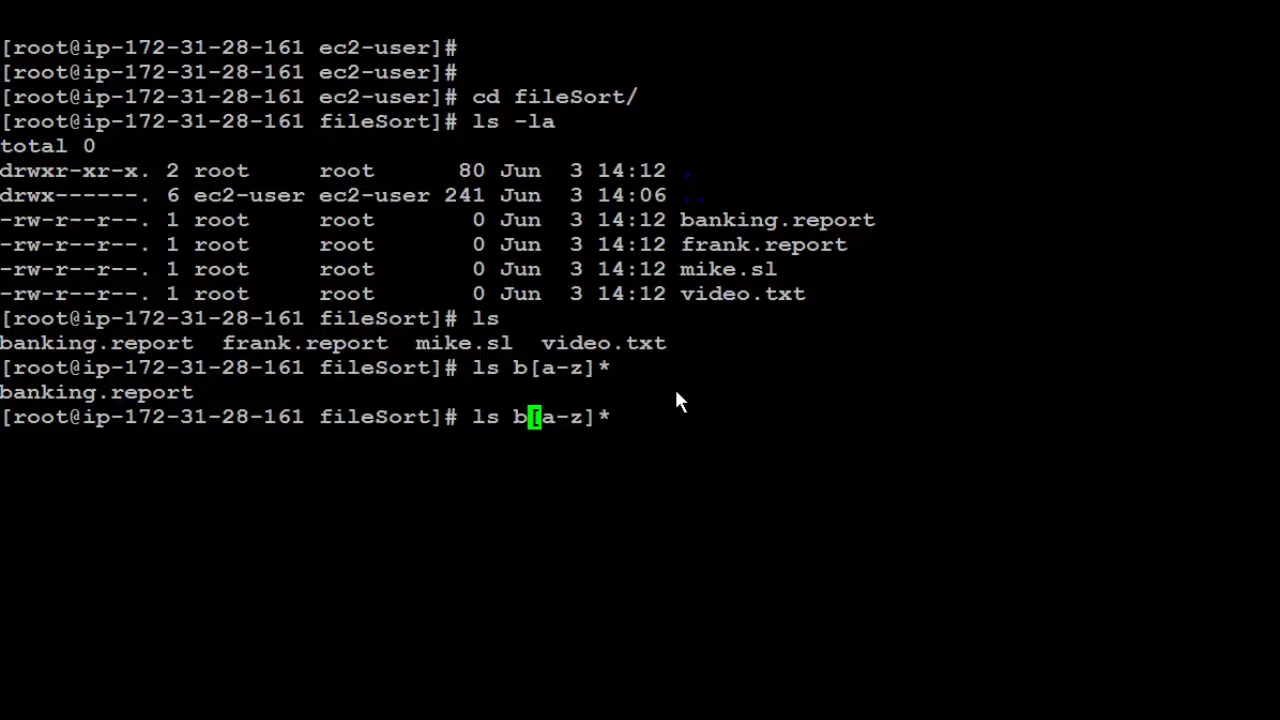 [root@ip-172-31-28-161 ec2-user]#
[root@ip-172-31-28-161 ec2-user]#
[root@ip-172-31-28-161 ec2-user]# cd fileSort/
[root@ip-172-31-28-161 fileSort]# ls -la
total 0
drwxr-xr-x. 2 root     root      80 Jun  3 14:12 .
drwx------. 6 ec2-user ec2-user 241 Jun  3 14:06 ..
-rw-r--r--. 1 root     root       0 Jun  3 14:12 banking.report
-rw-r--r--. 1 root     root       0 Jun  3 14:12 frank.report
-rw-r--r--. 1 root     root       0 Jun  3 14:12 mike.sl
-rw-r--r--. 1 root     root       0 Jun  3 14:12 video.txt
[root@ip-172-31-28-161 fileSort]# ls
banking.report  frank.report  mike.sl  video.txt
[root@ip-172-31-28-161 fileSort]# ls b[a-z]*
banking.report
[root@ip-172-31-28-161 fileSort]# ls b[a-z]*